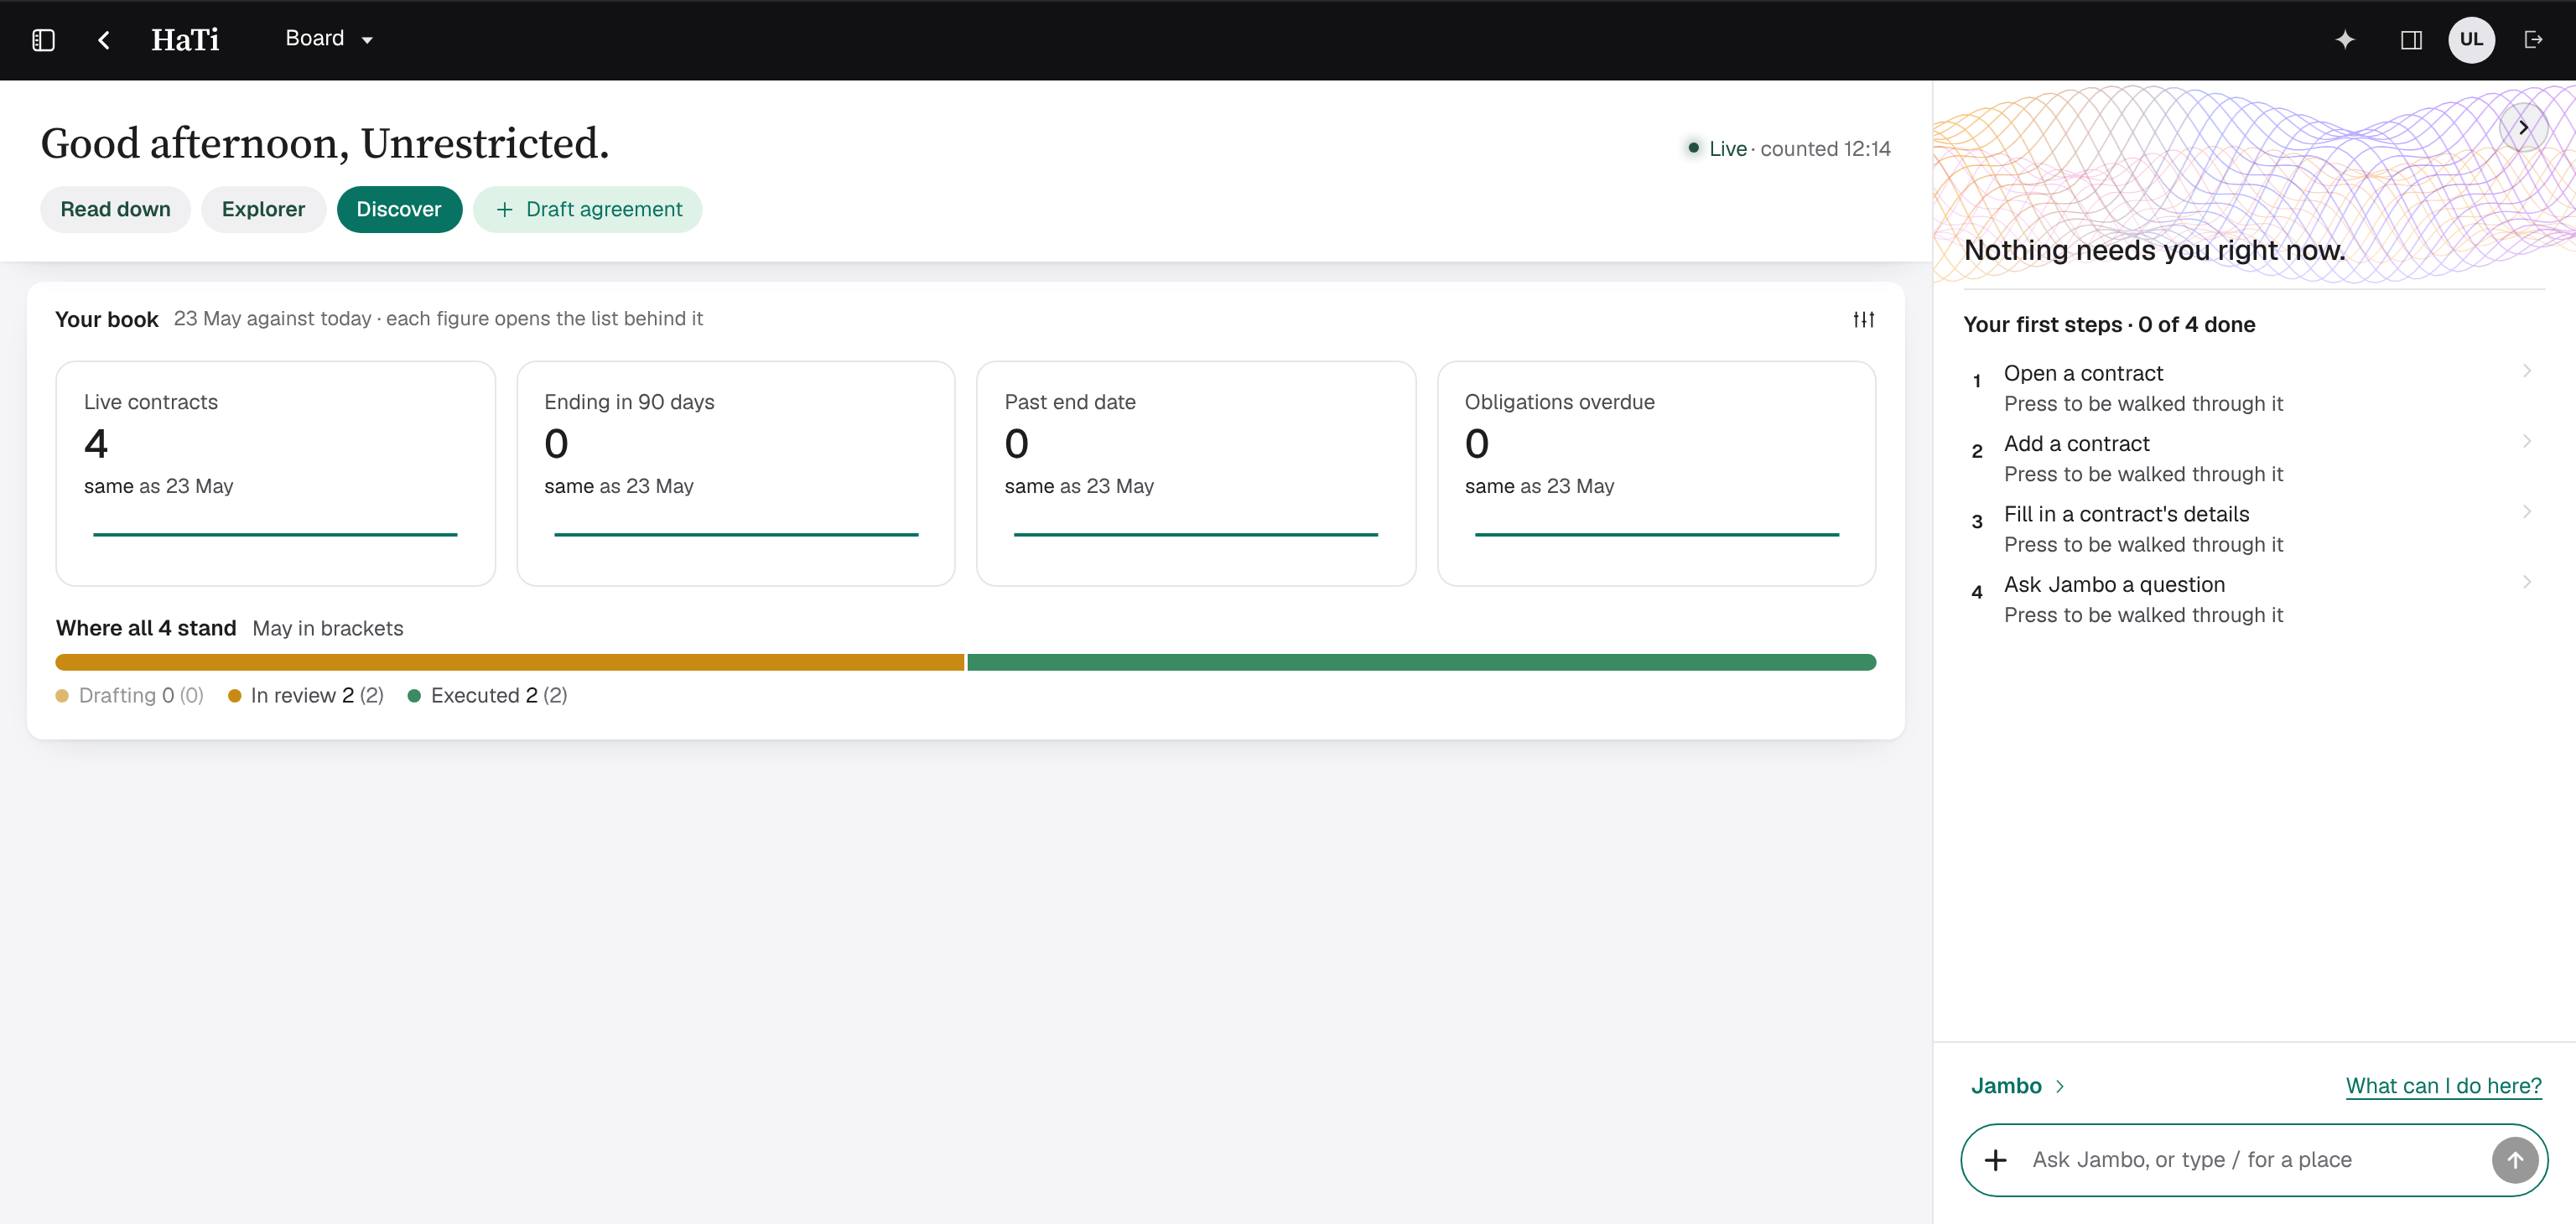 HaTi
Board
UL
Good afternoon, Unrestricted.
Live · counted 12:14
Read down
Explorer
Discover
+ Draft agreement
Your book 23 May against today · each figure opens the list behind it
Live contracts
4
same as 23 May
Ending in 90 days
0
same as 23 May
Past end date
0
same as 23 May
Obligations overdue
0
same as 23 May
Where all 4 stand May in brackets
Drafting 0 (0) In review 2 (2) Executed 2 (2)
Nothing needs you right now.
Your first steps · 0 of 4 done
1 Open a contract
Press to be walked through it
2 Add a contract
Press to be walked through it
3 Fill in a contract's details
Press to be walked through it
4 Ask Jambo a question
Press to be walked through it
Jambo
What can I do here?
Ask Jambo, or type / for a place